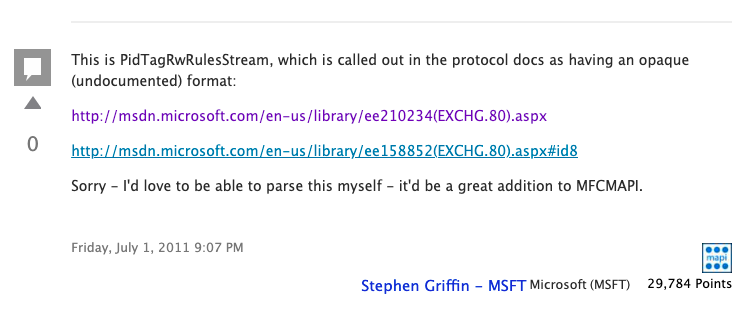 This is PidTagRwRulesStream, which is called out in the protocol docs as having an opaque
(undocumented) format:
http://msdn.microsoft.com/en-us/library/ee210234(EXCHG.80).aspx
0
http://msdn.microsoft.com/en-us/library/ee158852(EXCHG.80).aspx#id8
Sorry - I'd love to be able to parse this myself - it'd be a great addition to MFCMAPI.
Friday, July 1, 2011 9:07 PM
mapi
Stephen Griffin - MSFT Microsoft (MSFT) 29,784 Points